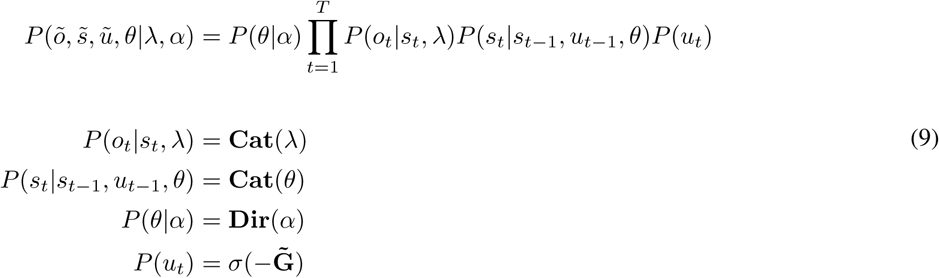 P(õ, s̃, ũ, θ|λ, α) = P(θ|α) ∏_{t=1}^{T} P(o_t|s_t, λ)P(s_t|s_{t−1}, u_{t−1}, θ)P(u_t)
P(o_t|s_t, λ) = Cat(λ) (9)
P(s_t|s_{t−1}, u_{t−1}, θ) = Cat(θ)
P(θ|α) = Dir(α)
P(u_t) = σ(−G̃)